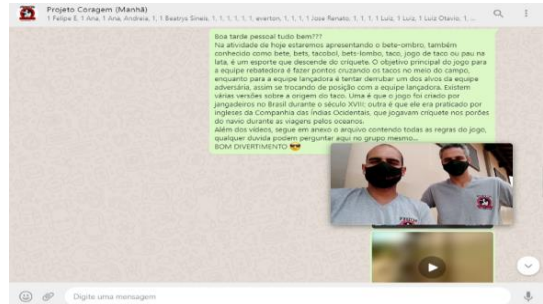 Projeto Coragem (Manhã)
1 Felipe E, 1 Ana, 1 Ana, Andreia, 1, 1 Beatrys Sineis, 1, 1, 1, 1, 1, everton, 1, 1, 1, 1 Jose Renato, 1, 1, 1, 1 Luiz, 1 Luiz, 1 Luiz Otavio, 1, ...
Boa tarde pessoal tudo bem???
Na atividade de hoje estaremos apresentando o bete-ombro, também
conhecido como bete, bets, tacobol, bets-lombo, taco, jogo de taco ou pau na
lata, é um esporte que descende do críquete. O objetivo principal do jogo para
a equipe rebatedora é fazer pontos cruzando os tacos no meio do campo,
enquanto para a equipe lançadora é tentar derrubar um dos alvos da equipe
adversária, assim se trocando de posição com a equipe lançadora. Existem
várias versões sobre a origem do taco. Uma é que o jogo foi criado por
jangadeiros no Brasil durante o século XVIII; outra é que ele era praticado por
ingleses da Companhia das Índias Ocidentais, que jogavam críquete nos porões
do navio durante as viagens pelos oceanos.
Além dos vídeos, segue em anexo o arquivo contendo todas as regras do jogo,
qualquer duvida podem perguntar aqui no grupo mesmo...
BOM DIVERTIMENTO 😎
Digite uma mensagem